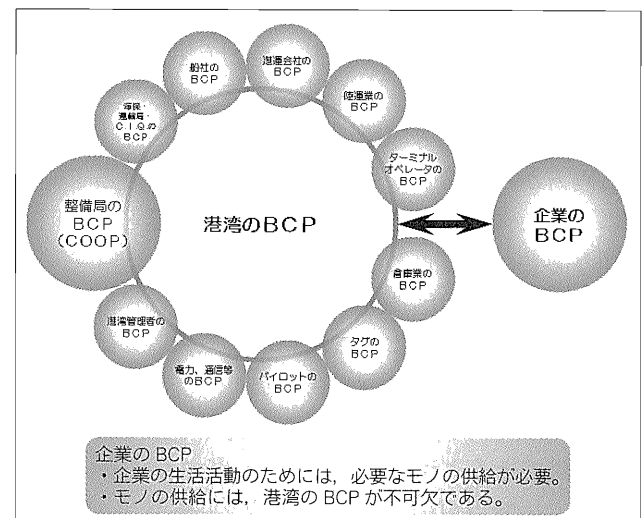 船社の
BCP
港運会社の
BCP
陸運業の
BCP
海保・
運輸局・
C.I.Q.の
BCP
ターミナル
オペレータの
BCP
整備局の
BCP
(COOP)
港湾のBCP
企業の
BCP
倉庫業の
BCP
港湾管理者の
BCP
タグの
BCP
電力、通信等
のBCP
パイロットの
BCP
企業の BCP
・企業の生活活動のためには，必要なモノの供給が必要。
・モノの供給には，港湾の BCP が不可欠である。